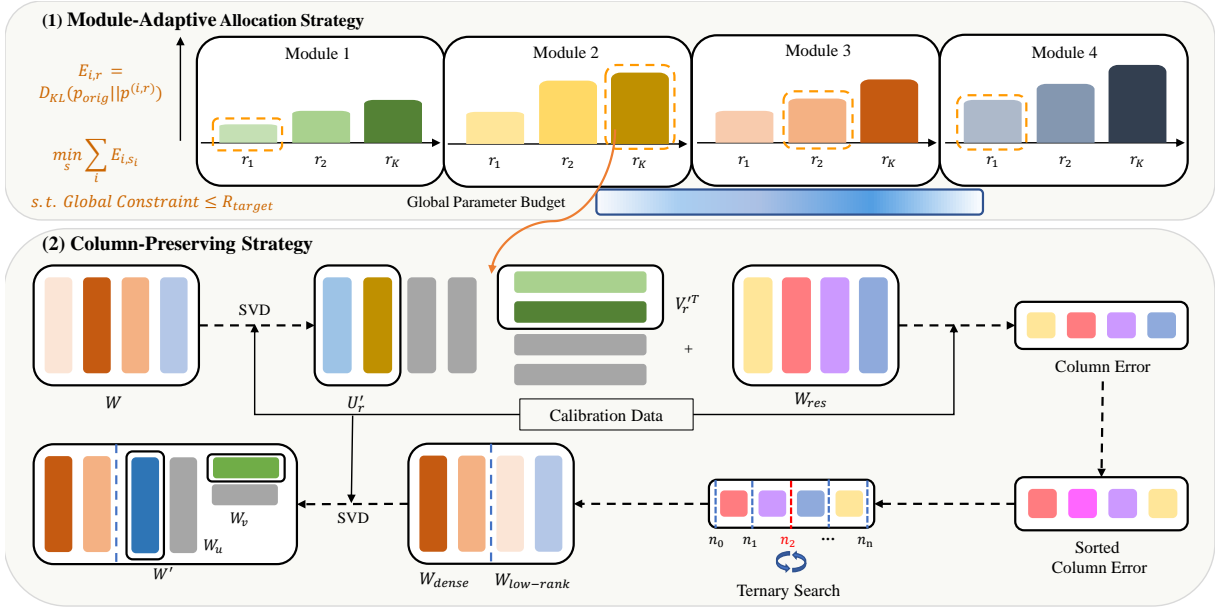 (1) Module-Adaptive Allocation Strategy
E_{i,r} =
D_{KL}(p_{orig}||p^{(i,r)})
min_s ∑_i E_{i,s_i}
s.t. Global Constraint ≤ R_{target}
Module 1
r_1 r_2 r_K
Module 2
r_1 r_2 r_K
Module 3
r_1 r_2 r_K
Module 4
r_1 r_2 r_K
Global Parameter Budget
(2) Column-Preserving Strategy
W
SVD
U'_r
V'^T_r
+
W_{res}
Column Error
Calibration Data
W'
W_u
W_v
SVD
W_{dense} W_{low-rank}
n_0 n_1 n_2 ... n_n
Ternary Search
Sorted
Column Error